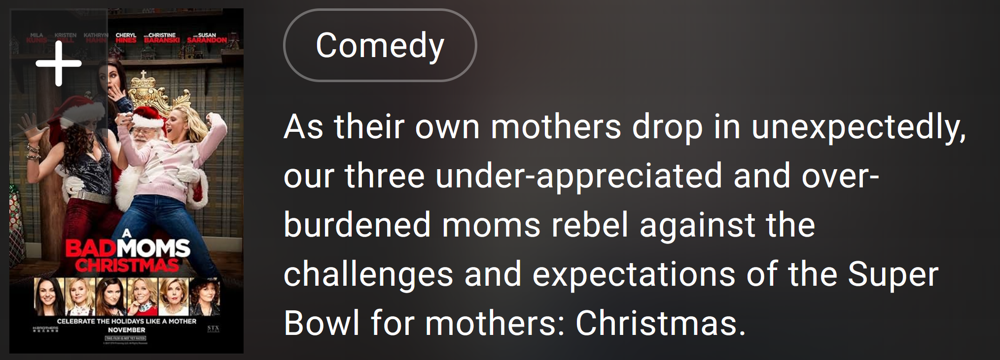 MILA KUNIS KRISTEN BELL KATHRYN HAHN CHERYL HINES CHRISTINE BARANSKI AND SUSAN SARANDON
A
BAD MOMS
CHRISTMAS
CELEBRATE THE HOLIDAYS LIKE A MOTHER
NOVEMBER
H.BROTHERS
STX
THIS FILM IS NOT YET RATED
Comedy
As their own mothers drop in unexpectedly,
our three under-appreciated and over-
burdened moms rebel against the
challenges and expectations of the Super
Bowl for mothers: Christmas.